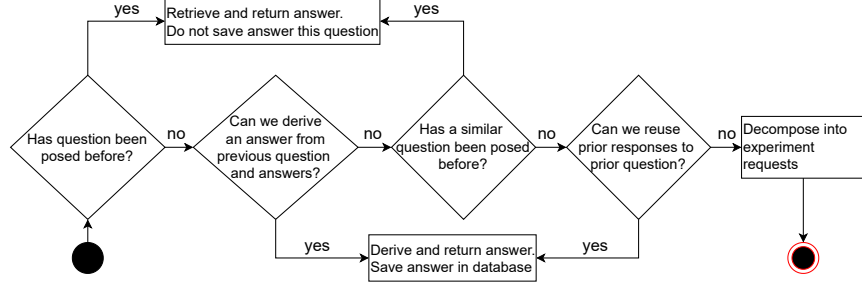 yes
Retrieve and return answer.
Do not save answer this question
yes
Has question been
posed before?
no
Can we derive
an answer from
previous question
and answers?
no
Has a similar
question been posed
before?
no
Can we reuse
prior responses to
prior question?
no
Decompose into
experiment
requests
yes
Derive and return answer.
Save answer in database
yes